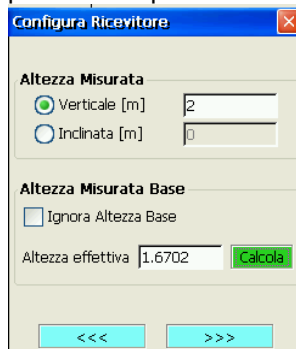 Configura Ricevitore
Altezza Misurata
Verticale [m] 2
Inclinata [m] 0
Altezza Misurata Base
Ignora Altezza Base
Altezza effettiva 1.6702 Calcola
<<< >>>